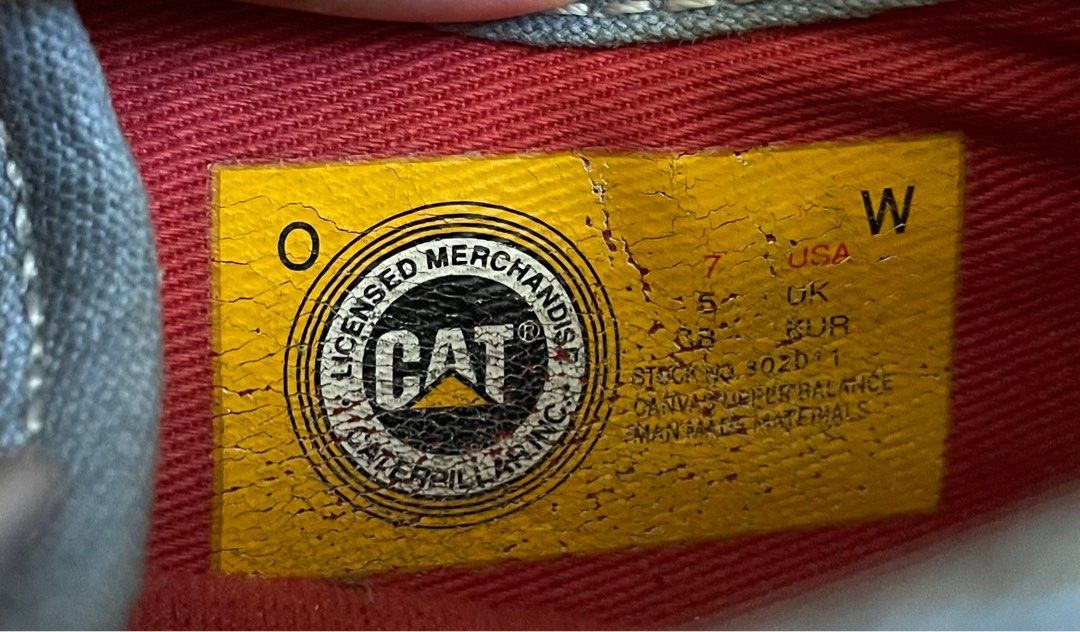 O
W
LICENSED MERCHANDISE
CAT®
CATERPILLAR INC.
7 USA
5 UK
38 EUR
STOCK NO. 302011
CANVAS UPPER BALANCE
MAN MADE MATERIALS